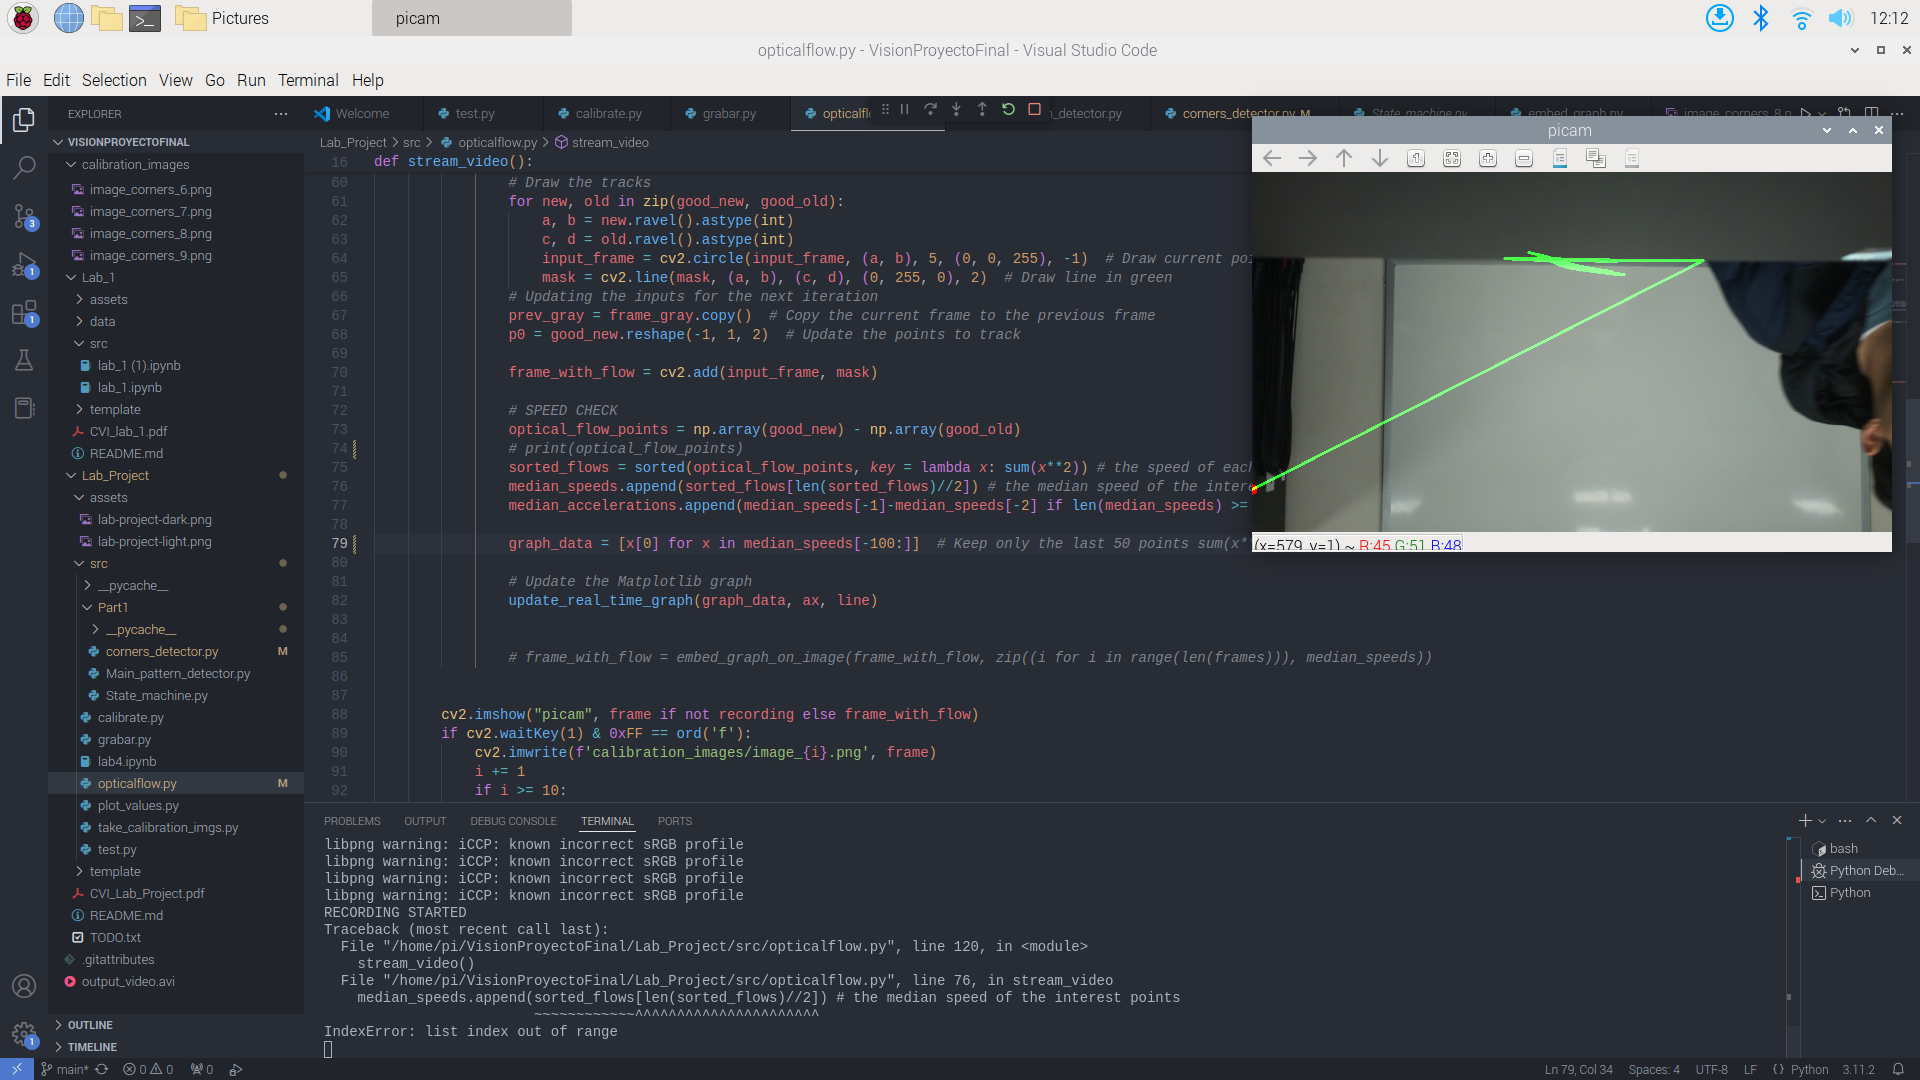 Pictures
picam
12:12
opticalflow.py - VisionProyectoFinal - Visual Studio Code
File Edit Selection View Go Run Terminal Help
EXPLORER
VISIONPROYECTOFINAL
calibration_images
image_corners_6.png
image_corners_7.png
image_corners_8.png
image_corners_9.png
Lab_1
assets
data
src
lab_1 (1).ipynb
lab_1.ipynb
template
CVI_lab_1.pdf
README.md
Lab_Project
assets
lab-project-dark.png
lab-project-light.png
src
__pycache__
Part1
__pycache__
corners_detector.py M
Main_pattern_detector.py
State_machine.py
calibrate.py
grabar.py
lab4.ipynb
opticalflow.py M
plot_values.py
take_calibration_imgs.py
test.py
template
CVI_Lab_Project.pdf
README.md
TODO.txt
.gitattributes
output_video.avi
OUTLINE
TIMELINE
3
1
1
1
Welcome test.py calibrate.py grabar.py opticalfl _detector.py corners_detector.py M State_machine.py embed_graph.py image_corners_8.p
Lab_Project > src > opticalflow.py > stream_video
16 def stream_video():
60 # Draw the tracks
61 for new, old in zip(good_new, good_old):
62 a, b = new.ravel().astype(int)
63 c, d = old.ravel().astype(int)
64 input_frame = cv2.circle(input_frame, (a, b), 5, (0, 0, 255), -1)  # Draw current poi
65 mask = cv2.line(mask, (a, b), (c, d), (0, 255, 0), 2)  # Draw line in green
66 # Updating the inputs for the next iteration
67 prev_gray = frame_gray.copy()  # Copy the current frame to the previous frame
68 p0 = good_new.reshape(-1, 1, 2)  # Update the points to track
69
70 frame_with_flow = cv2.add(input_frame, mask)
71
72 # SPEED CHECK
73 optical_flow_points = np.array(good_new) - np.array(good_old)
74 # print(optical_flow_points)
75 sorted_flows = sorted(optical_flow_points, key = lambda x: sum(x**2)) # the speed of each
76 median_speeds.append(sorted_flows[len(sorted_flows)//2]) # the median speed of the intere
77 median_accelerations.append(median_speeds[-1]-median_speeds[-2] if len(median_speeds) >=
78
79 graph_data = [x[0] for x in median_speeds[-100:]]  # Keep only the last 50 points sum(x**
80
81 # Update the Matplotlib graph
82 update_real_time_graph(graph_data, ax, line)
83
84
85 # frame_with_flow = embed_graph_on_image(frame_with_flow, zip((i for i in range(len(frames))), median_speeds))
86
87
88 cv2.imshow("picam", frame if not recording else frame_with_flow)
89 if cv2.waitKey(1) & 0xFF == ord('f'):
90 cv2.imwrite(f'calibration_images/image_{i}.png', frame)
91 i += 1
92 if i >= 10:
picam
(x=579, y=1) ~ R:45 G:51 B:48
PROBLEMS OUTPUT DEBUG CONSOLE TERMINAL PORTS
libpng warning: iCCP: known incorrect sRGB profile
libpng warning: iCCP: known incorrect sRGB profile
libpng warning: iCCP: known incorrect sRGB profile
libpng warning: iCCP: known incorrect sRGB profile
RECORDING STARTED
Traceback (most recent call last):
File "/home/pi/VisionProyectoFinal/Lab_Project/src/opticalflow.py", line 120, in <module>
stream_video()
File "/home/pi/VisionProyectoFinal/Lab_Project/src/opticalflow.py", line 76, in stream_video
median_speeds.append(sorted_flows[len(sorted_flows)//2]) # the median speed of the interest points
~~~~~~~~~~~~^^^^^^^^^^^^^^^^^^^^^^
IndexError: list index out of range
bash
Python Deb...
Python
main* 0 0 0 Ln 79, Col 34 Spaces: 4 UTF-8 LF Python 3.11.2